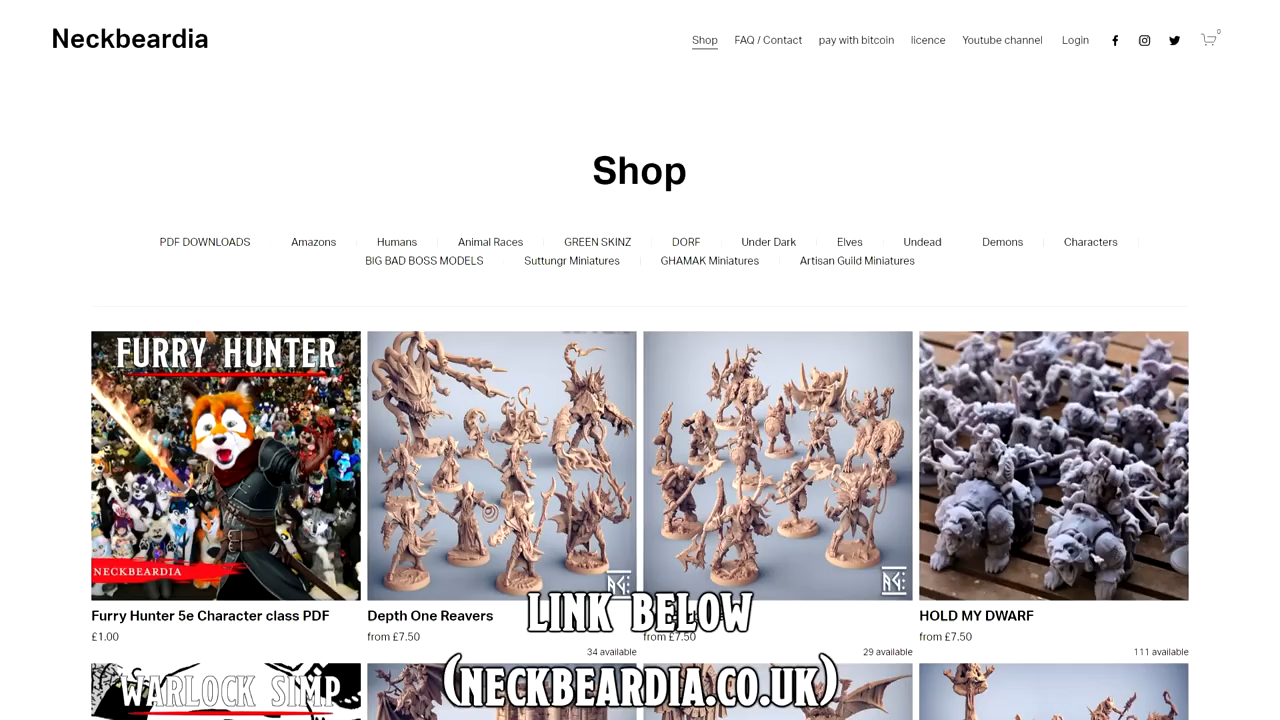 Neckbeardia
Shop FAQ / Contact pay with bitcoin licence Youtube channel Login 0
Shop
PDF DOWNLOADS Amazons Humans Animal Races GREEN SKINZ DORF Under Dark Elves Undead Demons Characters
BIG BAD BOSS MODELS Suttungr Miniatures GHAMAK Miniatures Artisan Guild Miniatures
FURRY HUNTER
NECKBEARDIA
Furry Hunter 5e Character class PDF
£1.00
Depth One Reavers
from £7.50
34 available
from £7.50
29 available
HOLD MY DWARF
from £7.50
111 available
LINK BELOW
WARLOCK SIMP
(NECKBEARDIA.CO.UK)